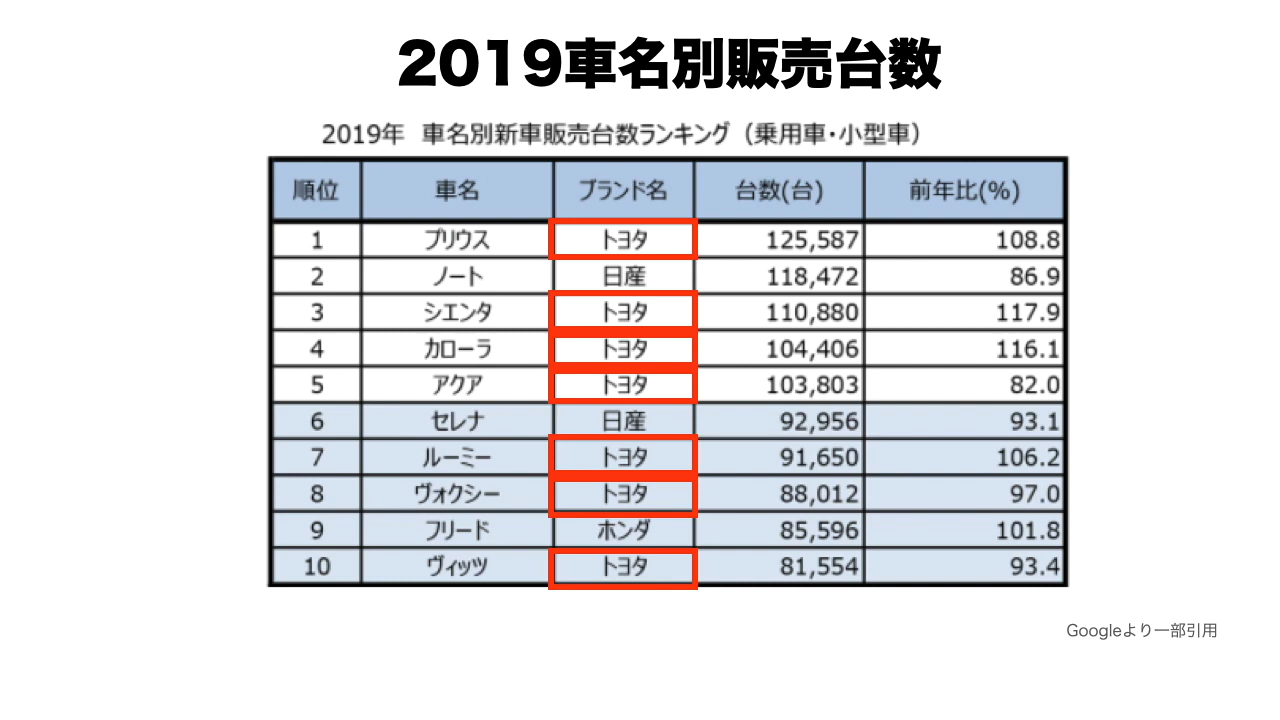 2019車名別販売台数
2019年 車名別新車販売台数ランキング（乗用車・小型車）
順位 車名 ブランド名 台数(台) 前年比(%)
1 プリウス トヨタ 125,587 108.8
2 ノート 日産 118,472 86.9
3 シエンタ トヨタ 110,880 117.9
4 カローラ トヨタ 104,406 116.1
5 アクア トヨタ 103,803 82.0
6 セレナ 日産 92,956 93.1
7 ルーミー トヨタ 91,650 106.2
8 ヴォクシー トヨタ 88,012 97.0
9 フリード ホンダ 85,596 101.8
10 ヴィッツ トヨタ 81,554 93.4
Googleより一部引用